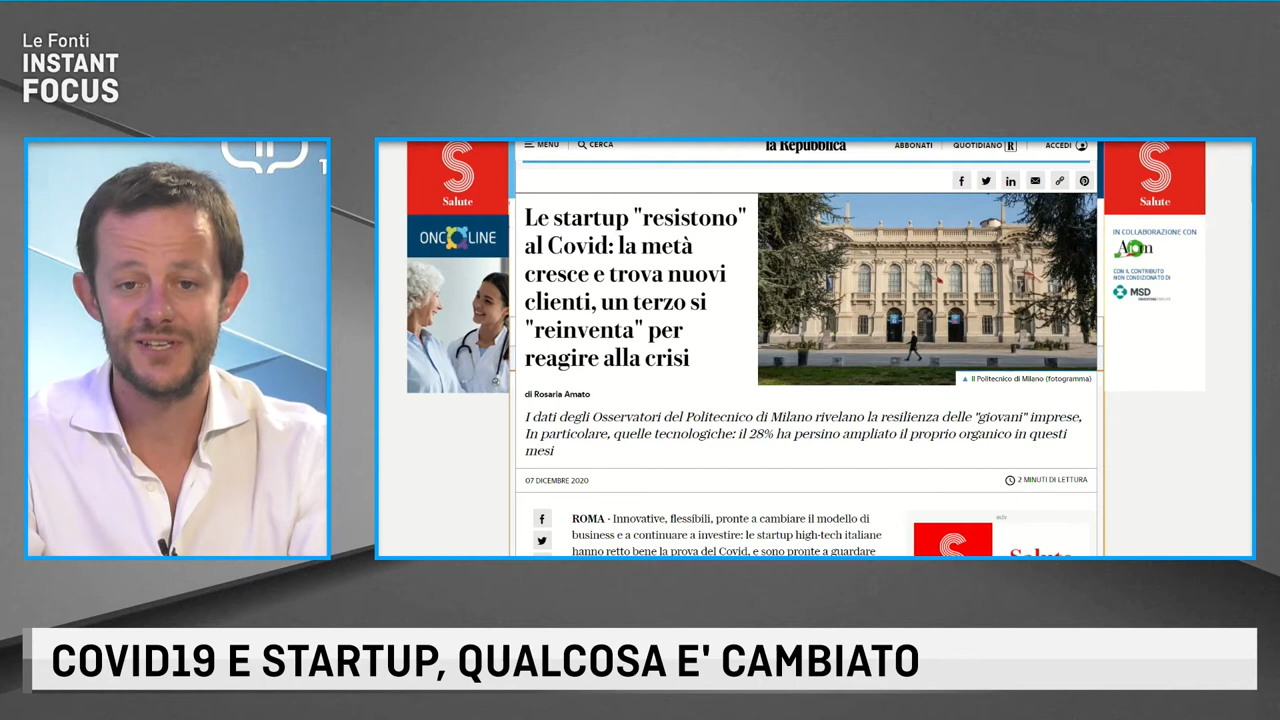 Le Fonti
INSTANT
FOCUS
1
MENU
CERCA
la Repubblica
ABBONATI
QUOTIDIANO R
ACCEDI
S
Salute
ONCOLINE
Le startup "resistono"
al Covid: la metà
cresce e trova nuovi
clienti, un terzo si
"reinventa" per
reagire alla crisi
Il Politecnico di Milano (fotogramma)
di Rosaria Amato
I dati degli Osservatori del Politecnico di Milano rivelano la resilienza delle "giovani" imprese,
In particolare, quelle tecnologiche: il 28% ha persino ampliato il proprio organico in questi
mesi
07 DICEMBRE 2020
2 MINUTI DI LETTURA
ROMA - Innovative, flessibili, pronte a cambiare il modello di
business e a continuare a investire: le startup high-tech italiane
hanno retto bene la prova del Covid, e sono pronte a guardare
adv
S
Salute
S
Salute
IN COLLABORAZIONE CON
CON IL CONTRIBUTO
NON CONDIZIONATO DI
MSD
COVID19 E STARTUP, QUALCOSA E' CAMBIATO